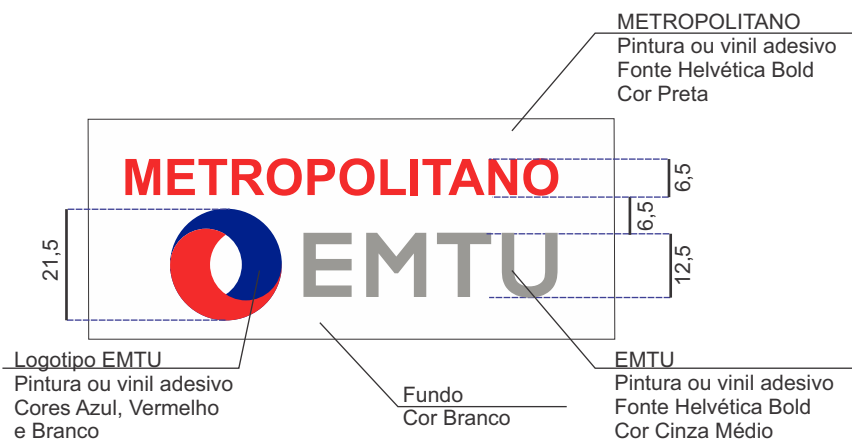 METROPOLITANO
Pintura ou vinil adesivo
Fonte Helvética Bold
Cor Preta
METROPOLITANO
6,5
6,5
21,5
EMTU
12,5
Logotipo EMTU
Pintura ou vinil adesivo
Cores Azul, Vermelho
e Branco
Fundo
Cor Branco
EMTU
Pintura ou vinil adesivo
Fonte Helvética Bold
Cor Cinza Médio